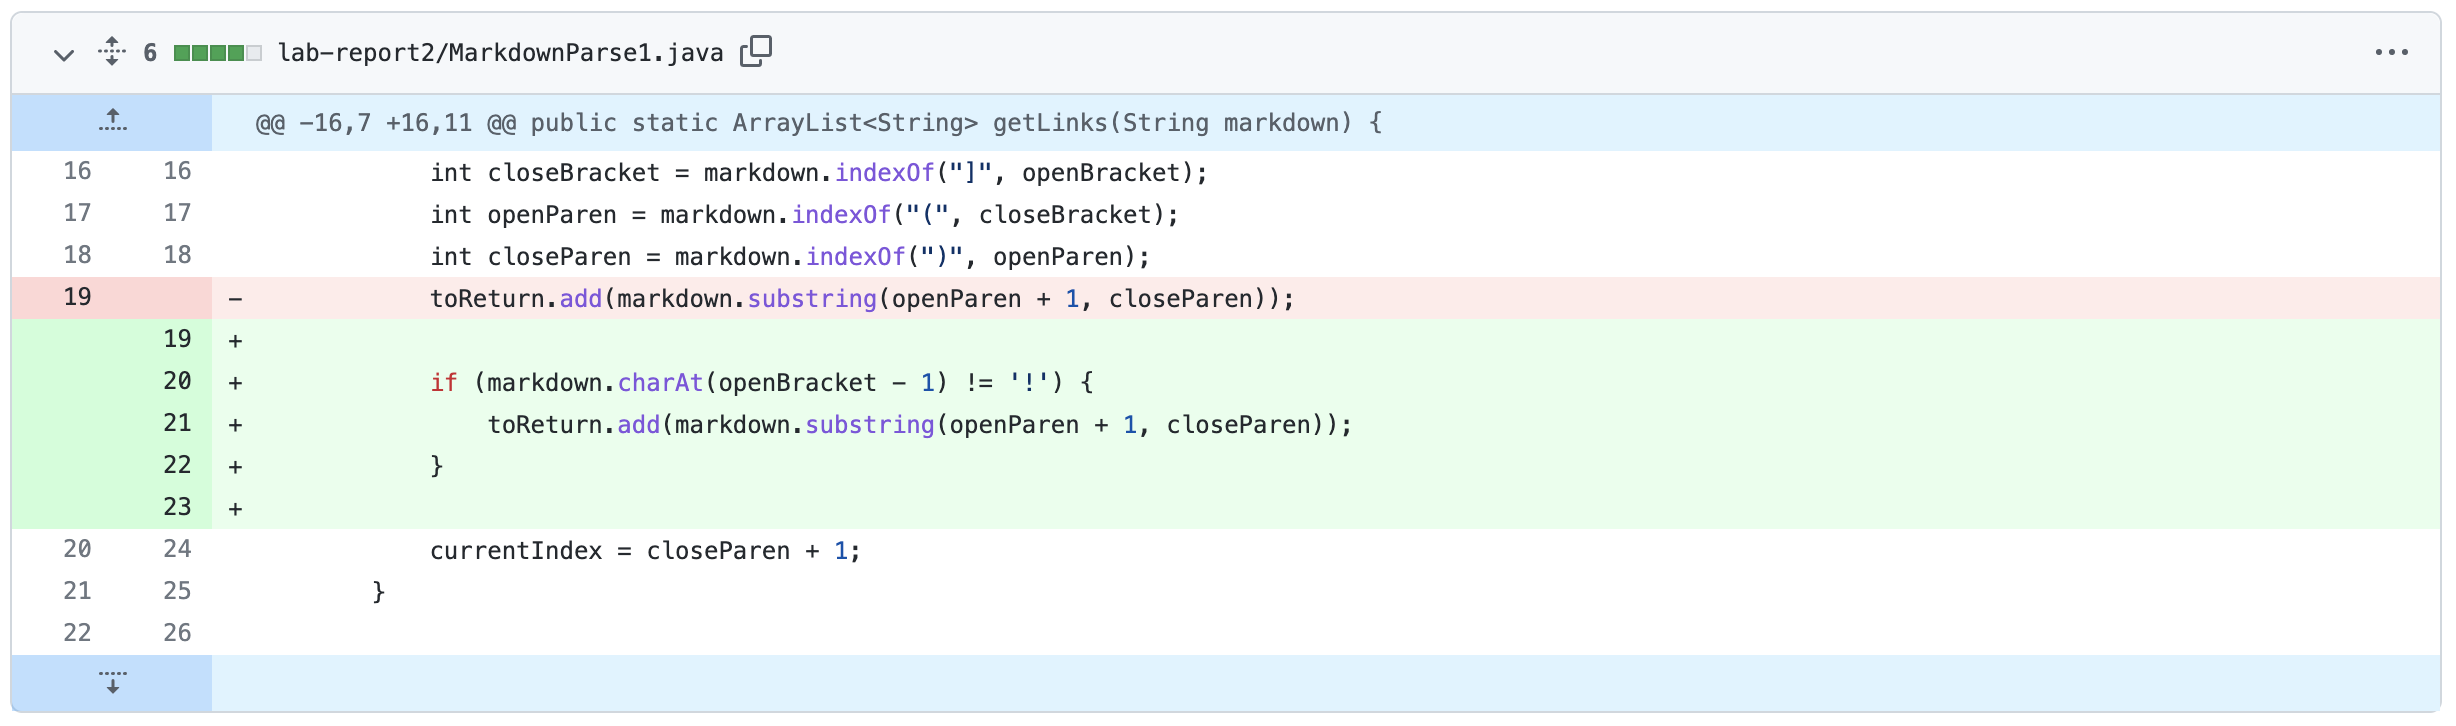 6 lab-report2/MarkdownParse1.java
@@ -16,7 +16,11 @@ public static ArrayList<String> getLinks(String markdown) {
16 16 int closeBracket = markdown.indexOf("]", openBracket);
17 17 int openParen = markdown.indexOf("(", closeBracket);
18 18 int closeParen = markdown.indexOf(")", openParen);
19 - toReturn.add(markdown.substring(openParen + 1, closeParen));
19 +
20 + if (markdown.charAt(openBracket - 1) != '!') {
21 + toReturn.add(markdown.substring(openParen + 1, closeParen));
22 + }
23 +
20 24 currentIndex = closeParen + 1;
21 25 }
22 26